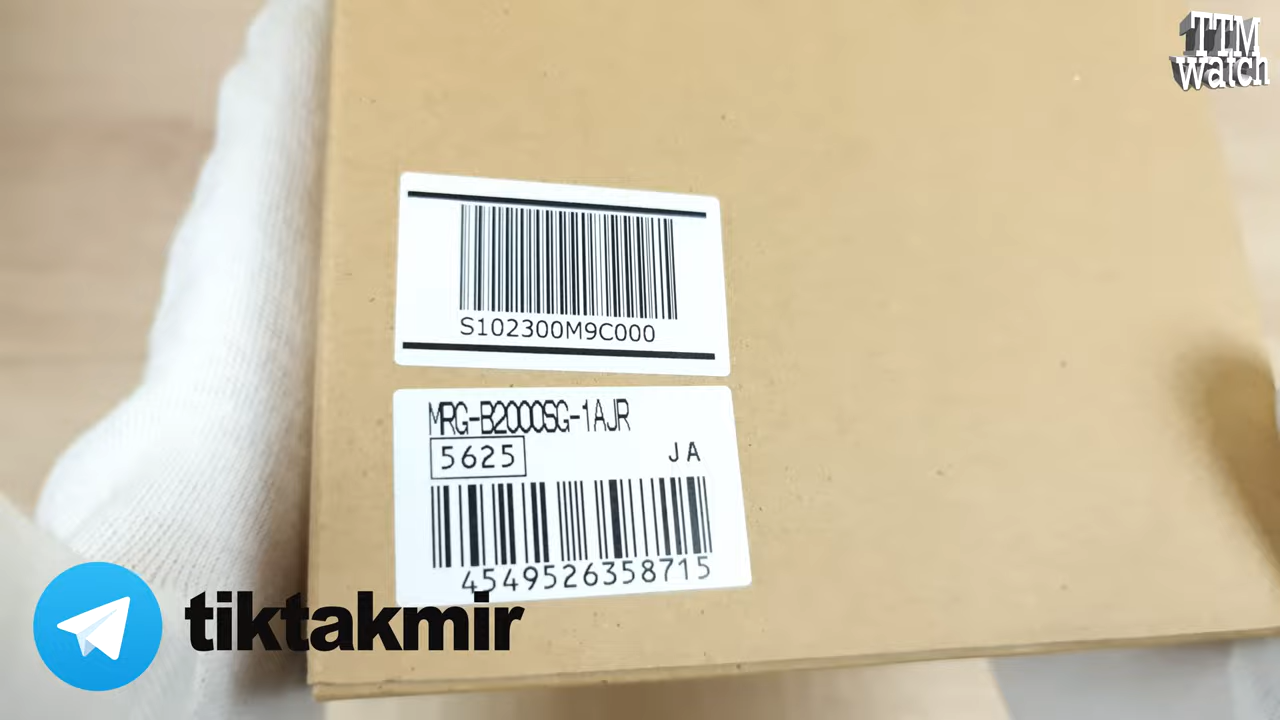 TTM
watch
S102300M9C000
MRG-B2000SG-1AJR
5625
JA
4549526358715
tiktakmir